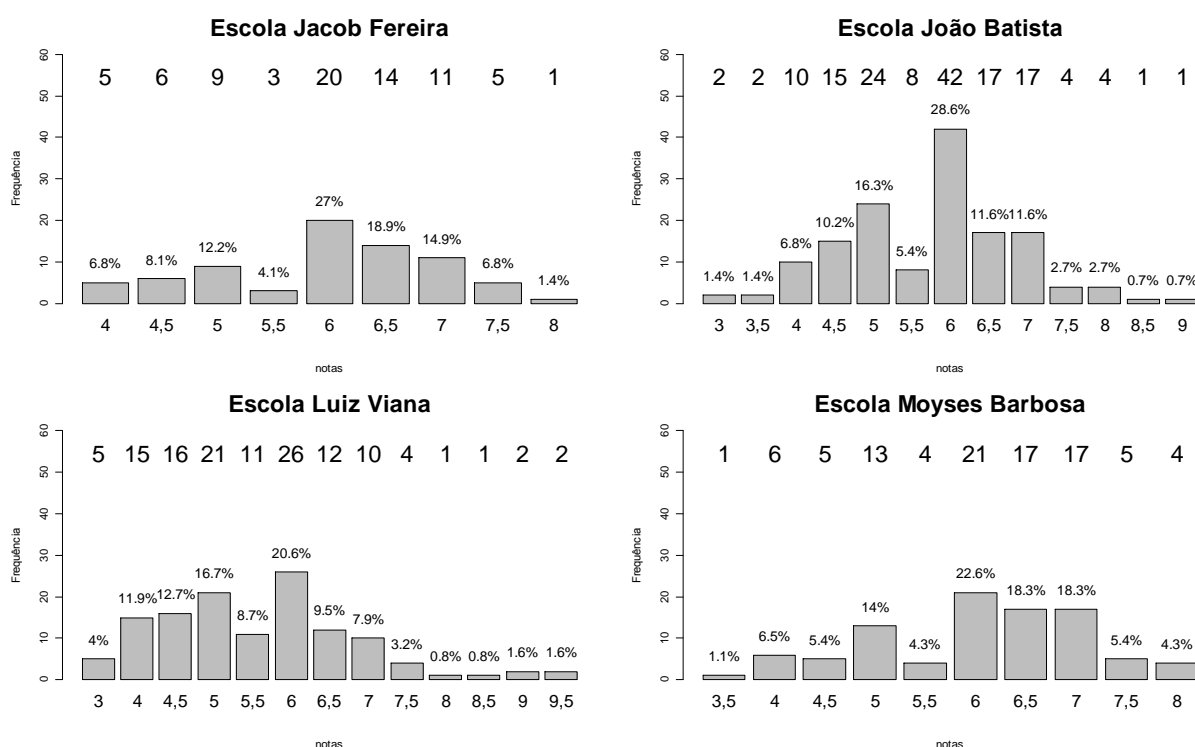 Escola Jacob Fereira
5 6 9 3 20 14 11 5 1
Frequência
0 10 20 30 40 50 60
6.8% 8.1% 12.2% 4.1% 27% 18.9% 14.9% 6.8% 1.4%
4 4,5 5 5,5 6 6,5 7 7,5 8
notas
Escola João Batista
2 2 10 15 24 8 42 17 17 4 4 1 1
Frequência
0 10 20 30 40 50 60
1.4% 1.4% 6.8% 10.2% 16.3% 5.4% 28.6% 11.6% 11.6% 2.7% 2.7% 0.7% 0.7%
3 3,5 4 4,5 5 5,5 6 6,5 7 7,5 8 8,5 9
notas
Escola Luiz Viana
5 15 16 21 11 26 12 10 4 1 1 2 2
Frequência
0 10 20 30 40 50 60
4% 11.9% 12.7% 16.7% 8.7% 20.6% 9.5% 7.9% 3.2% 0.8% 0.8% 1.6% 1.6%
3 4 4,5 5 5,5 6 6,5 7 7,5 8 8,5 9 9,5
notas
Escola Moyses Barbosa
1 6 5 13 4 21 17 17 5 4
Frequência
0 10 20 30 40 50 60
1.1% 6.5% 5.4% 14% 4.3% 22.6% 18.3% 18.3% 5.4% 4.3%
3,5 4 4,5 5 5,5 6 6,5 7 7,5 8
notas